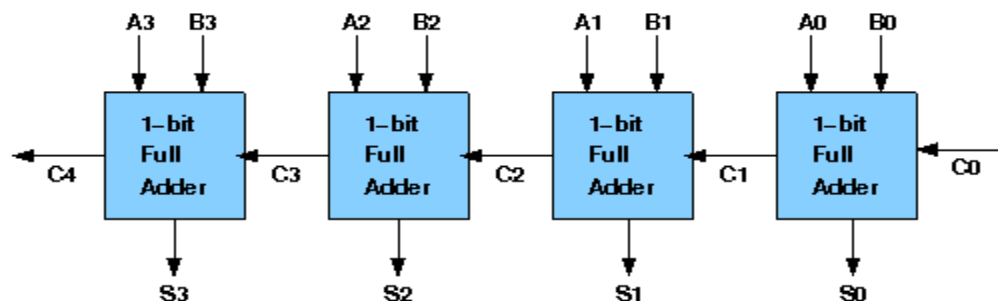 A3 B3 A2 B2 A1 B1 A0 B0
1-bit 1-bit 1-bit 1-bit
Full Full Full Full
C4 C3 C2 C1 C0
Adder Adder Adder Adder
S3 S2 S1 S0